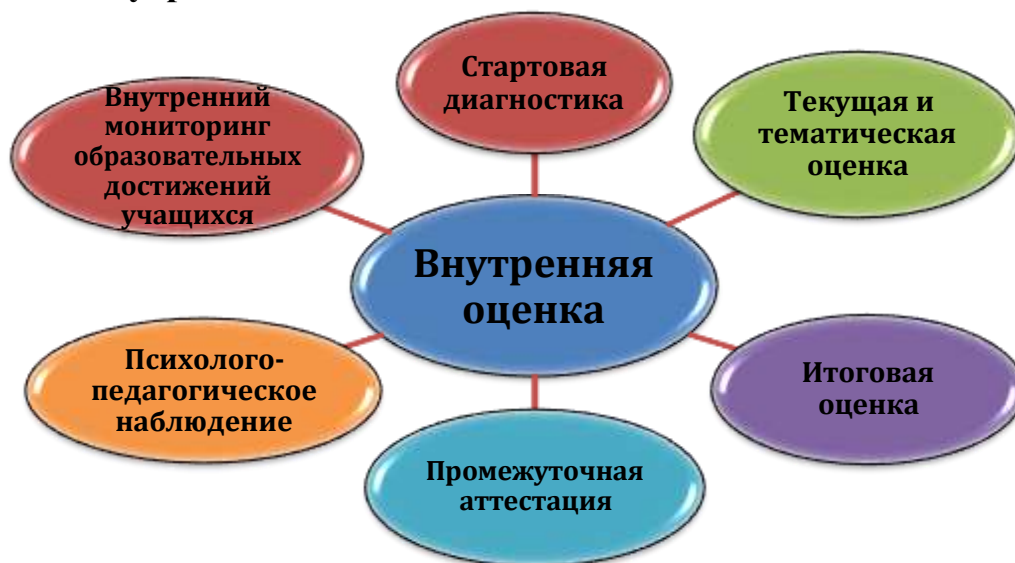 Стартовая
диагностика
Текущая и
тематическая
оценка
Внутренний
мониторинг
образовательных
достижений
учащихся
Внутренняя
оценка
Психолого-
педагогическое
наблюдение
Итоговая
оценка
Промежуточная
аттестация